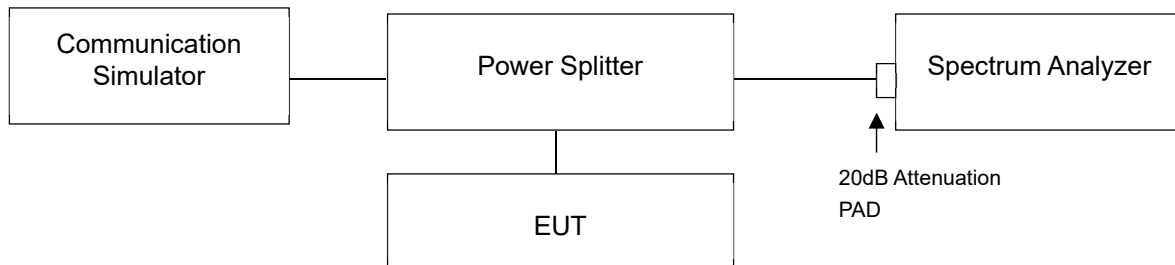 Communication
Simulator
Power Splitter
Spectrum Analyzer
20dB Attenuation
PAD
EUT